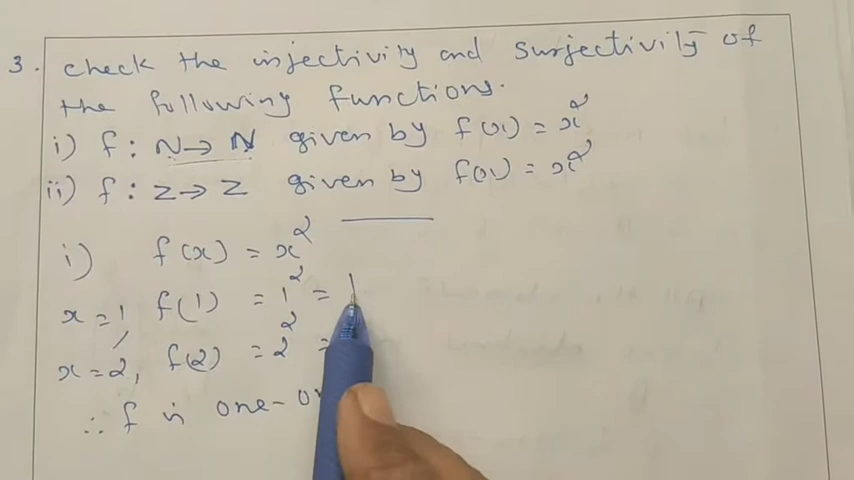 3. check the injectivity and surjectivity of
the following functions.
i) f: N→ N given by f(x) = x²
ii) f: Z→ Z given by f(x) = x²
i) f(x) = x²
x = 1, f(1) = 1² = 1
x = 2, f(2) = 2² =
∴ f is one-